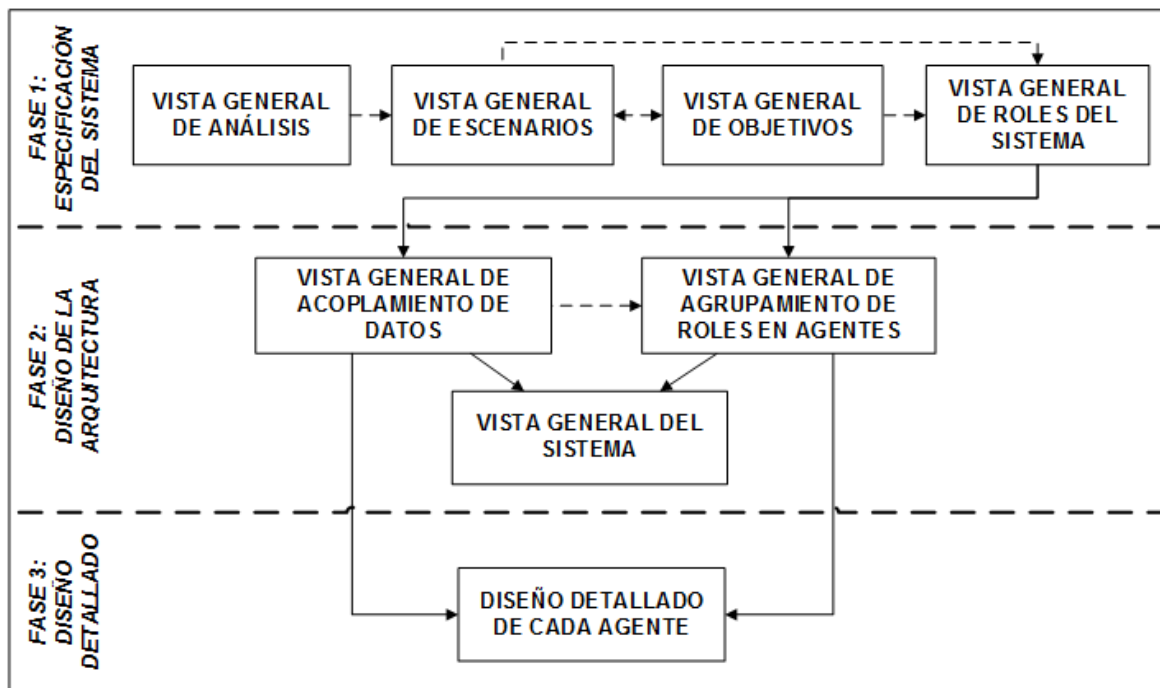 FASE 1:
ESPECIFICACIÓN
DEL SISTEMA
VISTA GENERAL
DE ANÁLISIS
VISTA GENERAL
DE ESCENARIOS
VISTA GENERAL
DE OBJETIVOS
VISTA GENERAL
DE ROLES DEL
SISTEMA
FASE 2:
DISEÑO DE LA
ARQUITECTURA
VISTA GENERAL DE
ACOPLAMIENTO DE
DATOS
VISTA GENERAL DE
AGRUPAMIENTO DE
ROLES EN AGENTES
VISTA GENERAL DEL
SISTEMA
FASE 3:
DISEÑO
DETALLADO
DISEÑO DETALLADO
DE CADA AGENTE